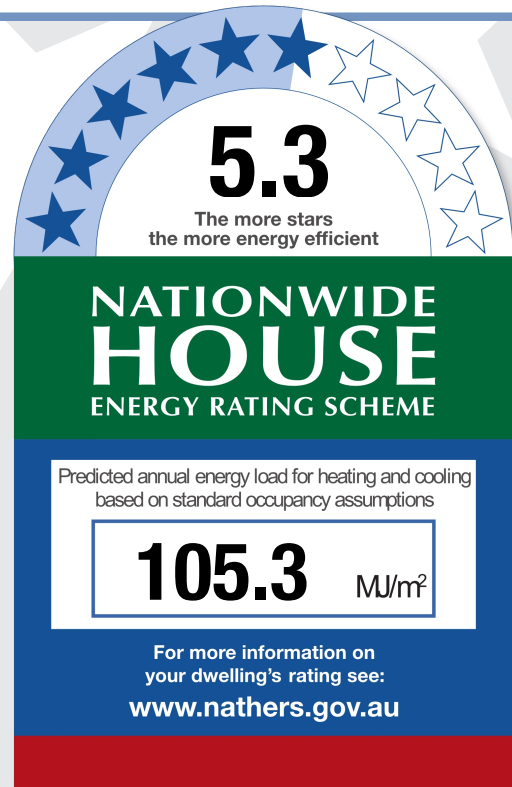 5.3
The more stars
the more energy efficient
NATIONWIDE
HOUSE
ENERGY RATING SCHEME
Predicted annual energy load for heating and cooling
based on standard occupancy assumptions
105.3 MJ/m²
For more information on
your dwelling's rating see:
www.nathers.gov.au